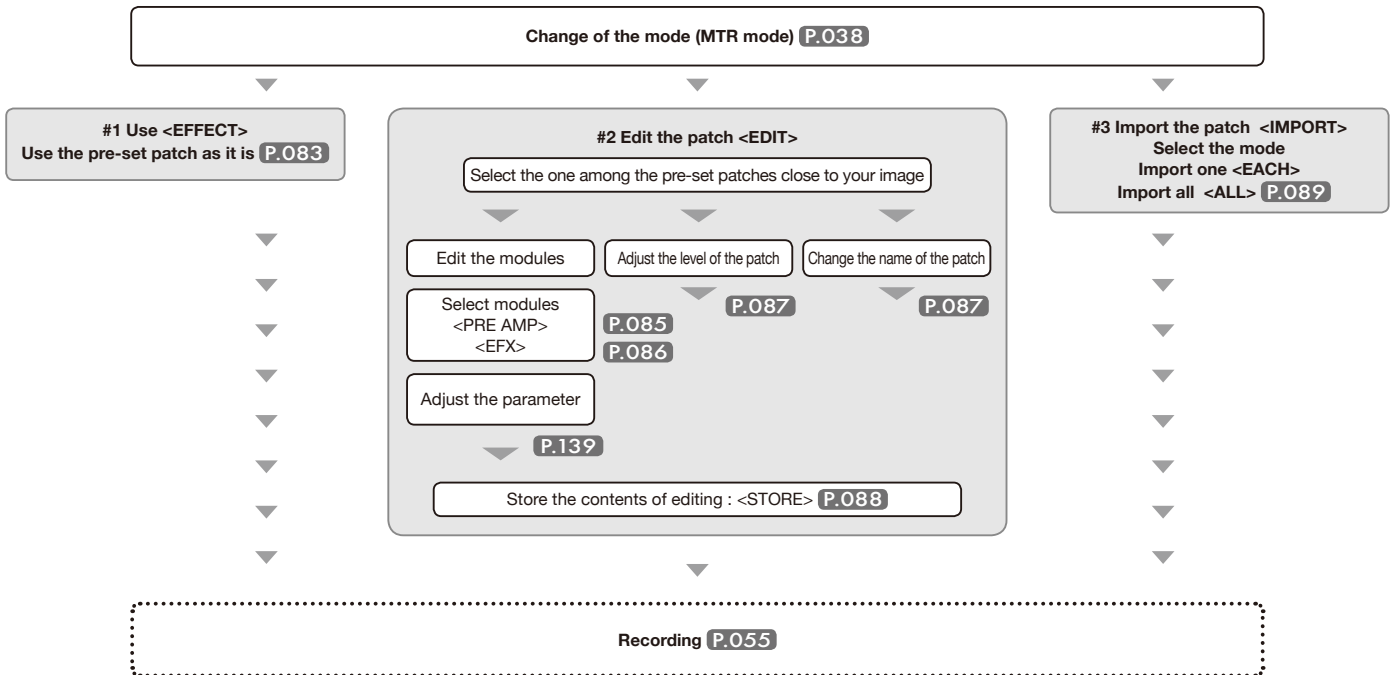 Change of the mode (MTR mode) P.038
#1 Use <EFFECT>
Use the pre-set patch as it is P.083
#2 Edit the patch <EDIT>
Select the one among the pre-set patches close to your image
Edit the modules
Select modules
<PRE AMP>
<EFX>
P.085
P.086
Adjust the parameter
P.139
Adjust the level of the patch
P.087
Change the name of the patch
P.087
Store the contents of editing : <STORE> P.088
#3 Import the patch <IMPORT>
Select the mode
Import one <EACH>
Import all <ALL> P.089
Recording P.055